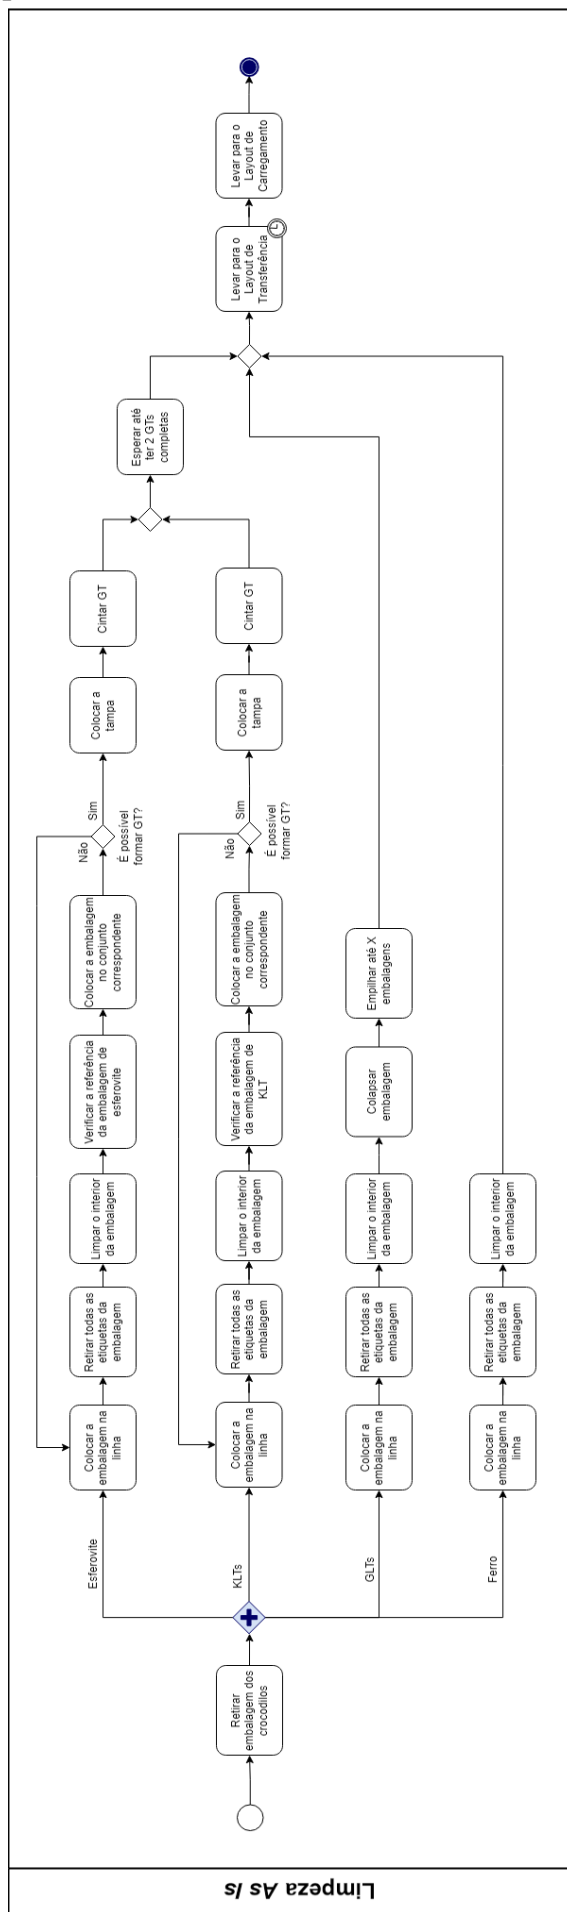 Limpeza As Is
Retirar
embalagem dos
crocodilos
Esferovite
Colocar a
embalagem na
linha
Retirar todas as
etiquetas da
embalagem
Limpar o interior
da embalagem
Verificar a referência
da embalagem de
esferovite
Colocar a embalagem
no conjunto
correspondente
Não
Sim
É possível
formar GT?
Colocar a
tampa
Cintar GT
KLTs
Colocar a
embalagem na
linha
Retirar todas as
etiquetas da
embalagem
Limpar o interior
da embalagem
Verificar a referência
da embalagem de
KLT
Colocar a embalagem
no conjunto
correspondente
Não
Sim
É possível
formar GT?
Colocar a
tampa
Cintar GT
Esperar até
ter 2 GTs
completas
GLTs
Colocar a
embalagem na
linha
Retirar todas as
etiquetas da
embalagem
Limpar o interior
da embalagem
Colapsar
embalagem
Empilhar até X
embalagens
Ferro
Colocar a
embalagem na
linha
Retirar todas as
etiquetas da
embalagem
Limpar o interior
da embalagem
Levar para o
Layout de
Transferência
Levar para o
Layout de
Carregamento